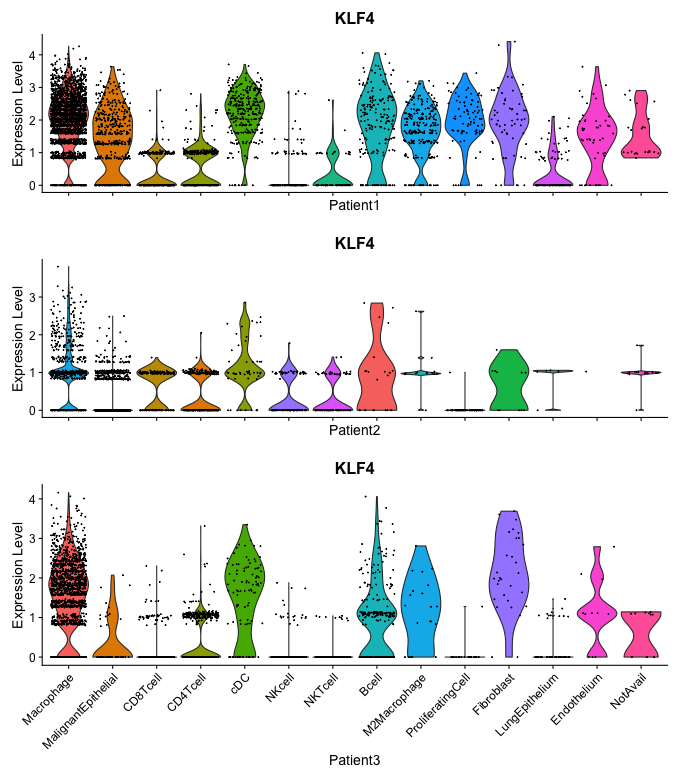 KLF4
Expression Level
4
3
2
1
0
Patient1
KLF4
Expression Level
3
2
1
0
Patient2
KLF4
Expression Level
4
3
2
1
0
Macrophage
MalignantEpithelial
CD8Tcell
CD4Tcell
cDC
NKcell
NKTcell
Bcell
M2Macrophage
ProliferatingCell
Fibroblast
LungEpithelium
Endothelium
NotAvail
Patient3